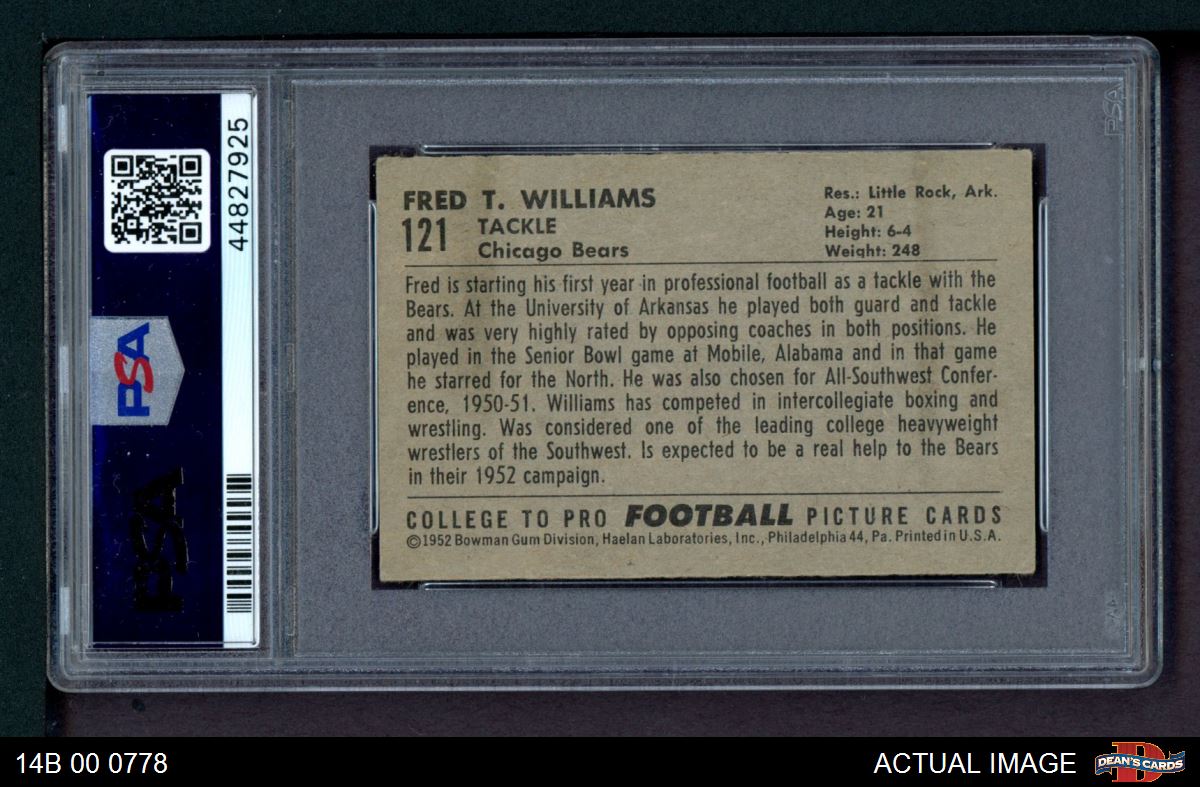 44827925
PSA
PSA
PSA
FRED T. WILLIAMS
121
TACKLE
Chicago Bears
Res.: Little Rock, Ark.
Age: 21
Height: 6-4
Weight: 248
Fred is starting his first year in professional football as a tackle with the
Bears. At the University of Arkansas he played both guard and tackle
and was very highly rated by opposing coaches in both positions. He
played in the Senior Bowl game at Mobile, Alabama and in that game
he starred for the North. He was also chosen for All-Southwest Confer-
ence, 1950-51. Williams has competed in intercollegiate boxing and
wrestling. Was considered one of the leading college heavyweight
wrestlers of the Southwest. Is expected to be a real help to the Bears
in their 1952 campaign.
COLLEGE TO PRO FOOTBALL PICTURE CARDS
©1952 Bowman Gum Division, Haelan Laboratories, Inc., Philadelphia 44, Pa. Printed in U.S.A.
14B 00 0778
ACTUAL IMAGE
D
DEAN'S CARDS